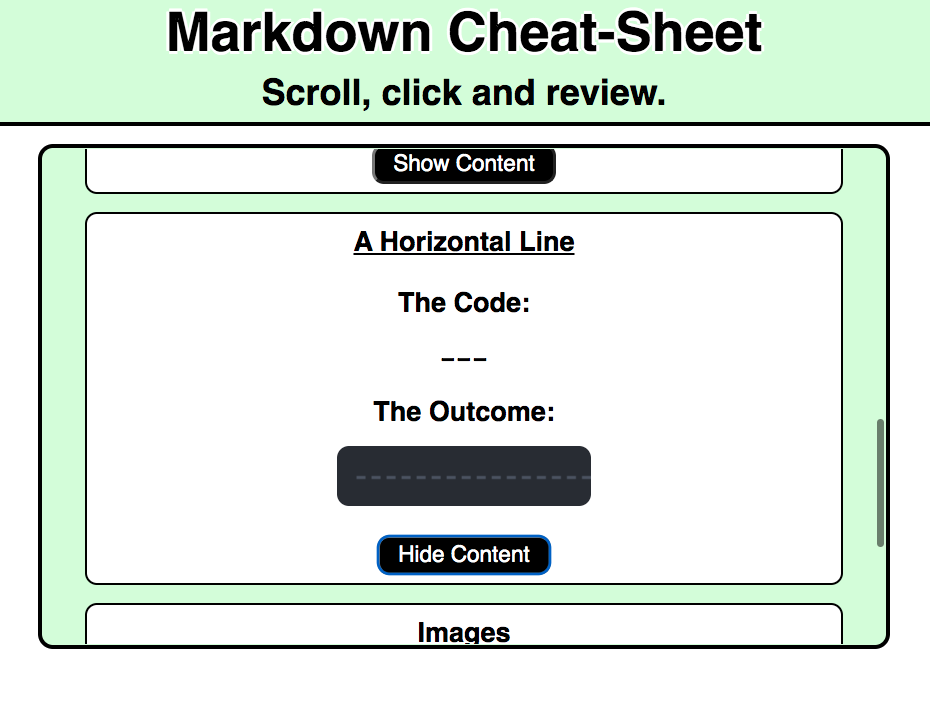 Markdown Cheat-Sheet
Scroll, click and review.
Show Content
A Horizontal Line
The Code:
---
The Outcome:
Hide Content
Images